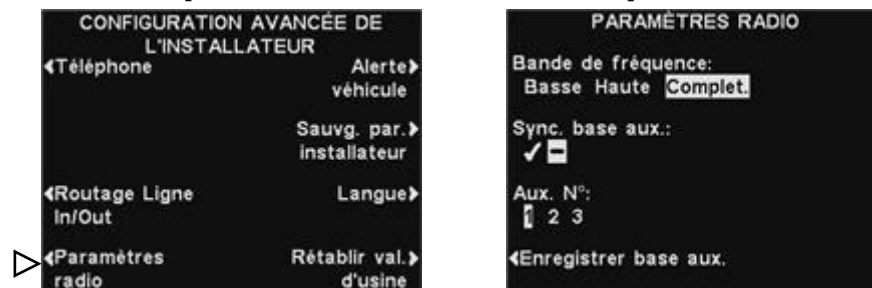 CONFIGURATION AVANCÉE DE
L'INSTALLATEUR
Téléphone
Alerte
véhicule
Sauvg. par.
installateur
Routage Ligne
In/Out
Langue
Paramètres
radio
Rétablir val.
d'usine
PARAMÈTRES RADIO
Bande de fréquence:
Basse Haute Complet.
Sync. base aux.:
✓ –
Aux. N°:
1 2 3
Enregistrer base aux.